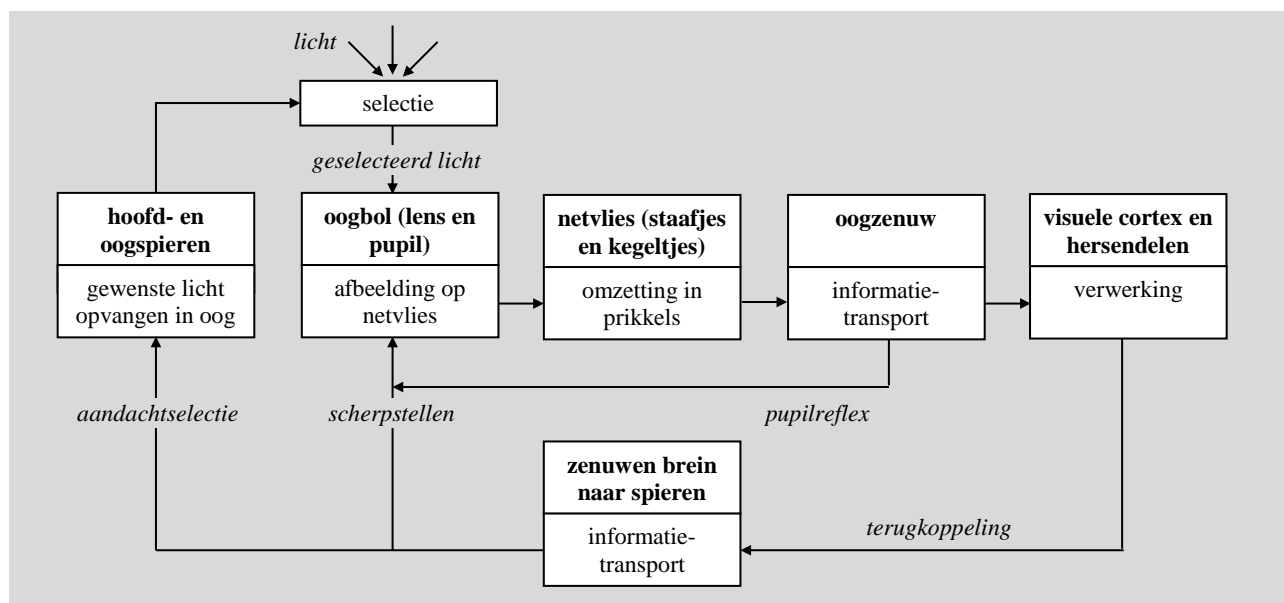 licht
selectie
geselecteerd licht
hoofd- en
oogspieren
gewenste licht
opvangen in oog
oogbol (lens en
pupil)
afbeelding op
netvlies
netvlies (staafjes
en kegeltjes)
omzetting in
prikkels
oogzenuw
informatie-
transport
visuele cortex en
hersendelen
verwerking
aandachtselectie
scherpstellen
pupilreflex
zenuwen brein
naar spieren
informatie-
transport
terugkoppeling